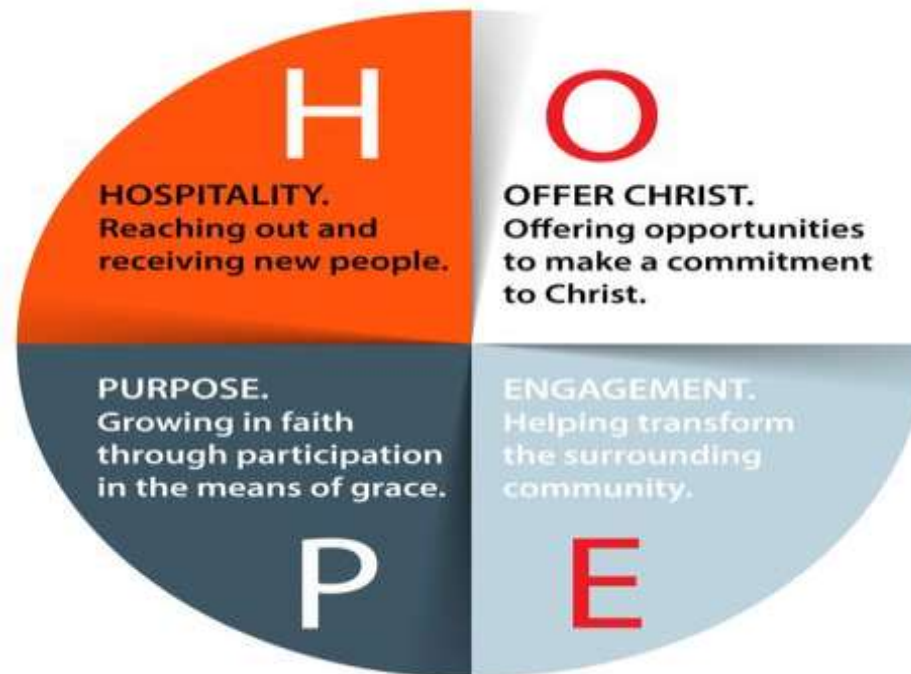 H
HOSPITALITY.
Reaching out and
receiving new people.
O
OFFER CHRIST.
Offering opportunities
to make a commitment
to Christ.
PURPOSE.
Growing in faith
through participation
in the means of grace.
P
ENGAGEMENT.
Helping transform
the surrounding
community.
E